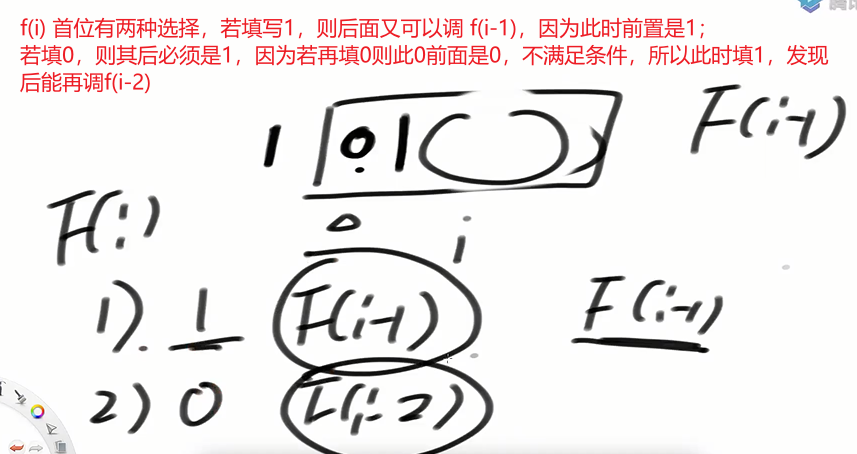 f(i) 首位有两种选择，若填写1，则后面又可以调 f(i-1)，因为此时前置是1；
若填0，则其后必须是1，因为若再填0则此0前面是0，不满足条件，所以此时填1，发现
后能再调f(i-2)
1 01( ) F(i-1)
F(i) 0 i
1). 1 F(i-1) F(i-1)
2) 0 F(i-2)